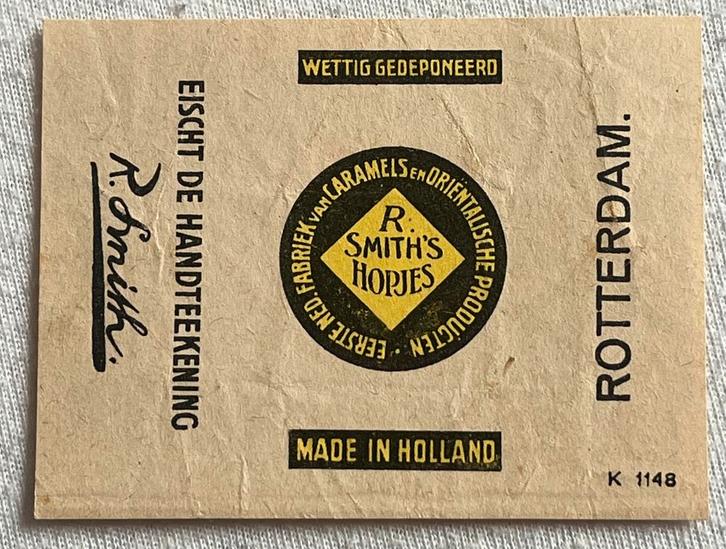 WETTIG GEDEPONEERD
EISCHT DE HANDTEEKENING
R. Smith.
EERSTE NED. FABRIEK VAN CARAMELS EN ORIENTALISCHE PRODUCTEN ·
R.
SMITH'S
HOPJES
ROTTERDAM.
MADE IN HOLLAND
K 1148